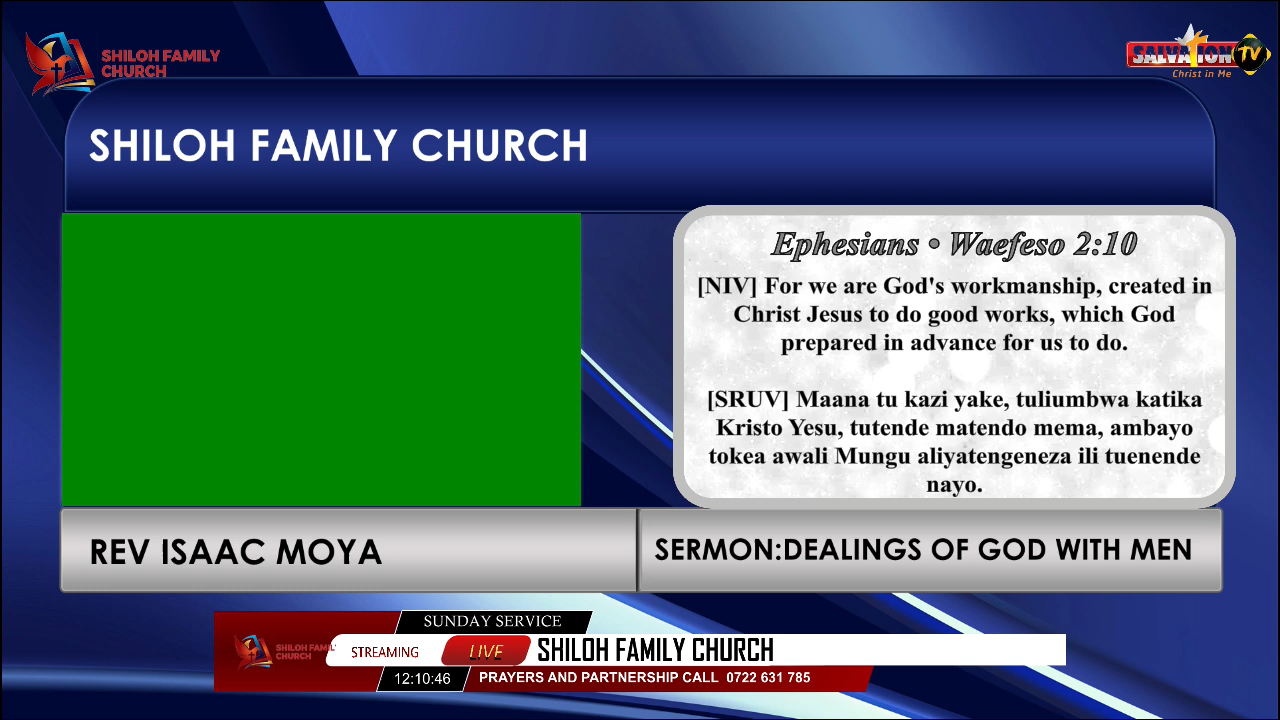 SHILOH FAMILY
CHURCH
SALVATION TV
Christ in Me
SHILOH FAMILY CHURCH
Ephesians • Waefeso 2:10
[NIV] For we are God's workmanship, created in
Christ Jesus to do good works, which God
prepared in advance for us to do.
[SRUV] Maana tu kazi yake, tuliumbwa katika
Kristo Yesu, tutende matendo mema, ambayo
tokea awali Mungu aliyatengeneza ili tuenende
nayo.
REV ISAAC MOYA
SERMON:DEALINGS OF GOD WITH MEN
SUNDAY SERVICE
SHILOH FAM
CHURCH
STREAMING LIVE SHILOH FAMILY CHURCH
12:10:46 PRAYERS AND PARTNERSHIP CALL 0722 631 785